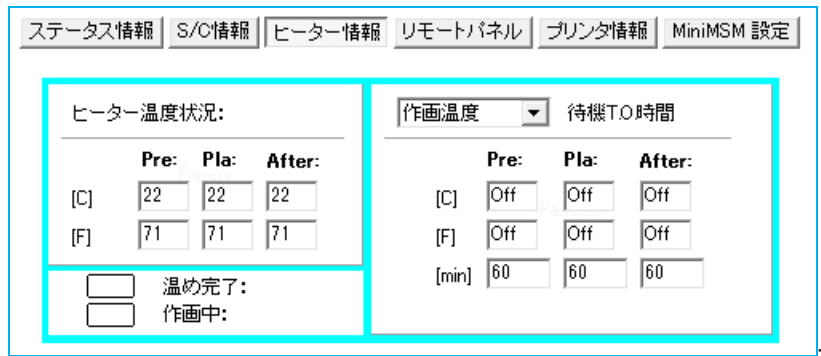 ステータス情報 S/C情報 ヒーター情報 リモートパネル プリンタ情報 MiniMSM 設定
ヒーター温度状況:
Pre: Pla: After:
[C] 22 22 22
[F] 71 71 71
温め完了:
作画中:
作画温度 待機T.O時間
Pre: Pla: After:
[C] Off Off Off
[F] Off Off Off
[min] 60 60 60